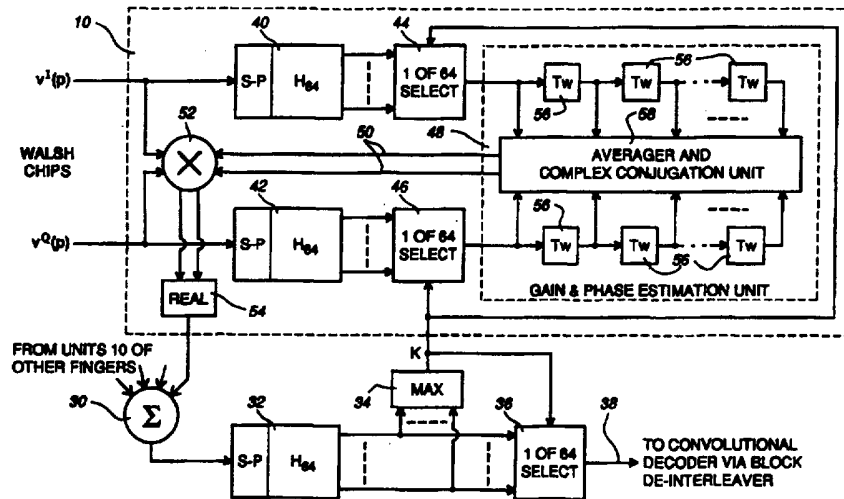 10
40
44
v^I(p)
S-P
H64
1 OF 64
SELECT
56
Tw
Tw
Tw
56
52
48
58
WALSH
CHIPS
50
AVERAGER AND
COMPLEX CONJUGATION UNIT
42
46
56
v^Q(p)
S-P
H64
1 OF 64
SELECT
Tw
Tw
Tw
56
REAL
54
GAIN & PHASE ESTIMATION UNIT
FROM UNITS 10 OF
OTHER FINGERS
K
30
Σ
32
34
MAX
36
38
S-P
H64
1 OF 64
SELECT
TO CONVOLUTIONAL
DECODER VIA BLOCK
DE-INTERLEAVER